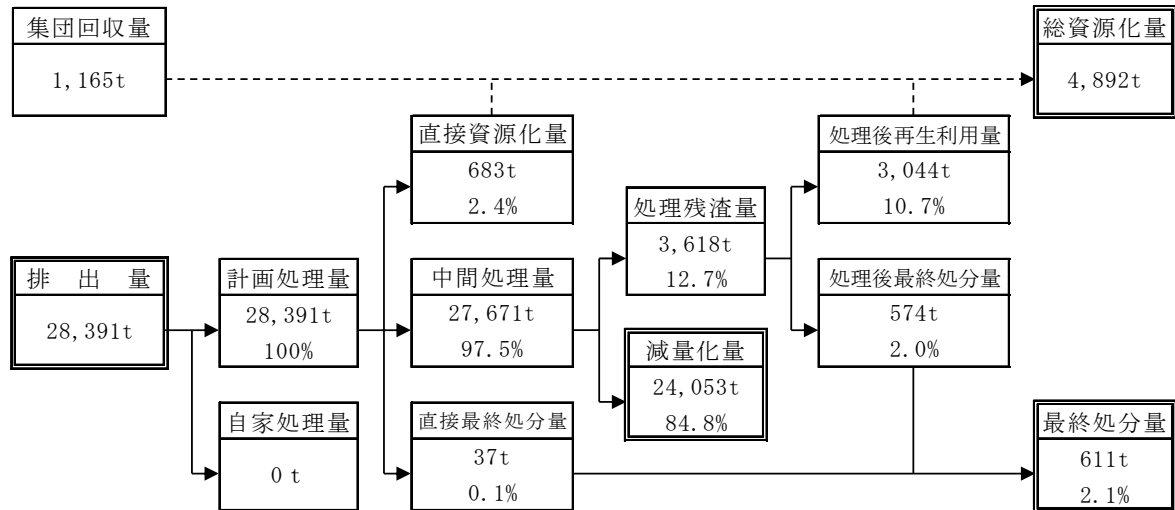 集団回収量
1,165t
総資源化量
4,892t
直接資源化量
683t
2.4%
処理後再生利用量
3,044t
10.7%
処理残渣量
3,618t
12.7%
排出量
28,391t
計画処理量
28,391t
100%
中間処理量
27,671t
97.5%
処理後最終処分量
574t
2.0%
減量化量
24,053t
84.8%
自家処理量
0t
直接最終処分量
37t
0.1%
最終処分量
611t
2.1%